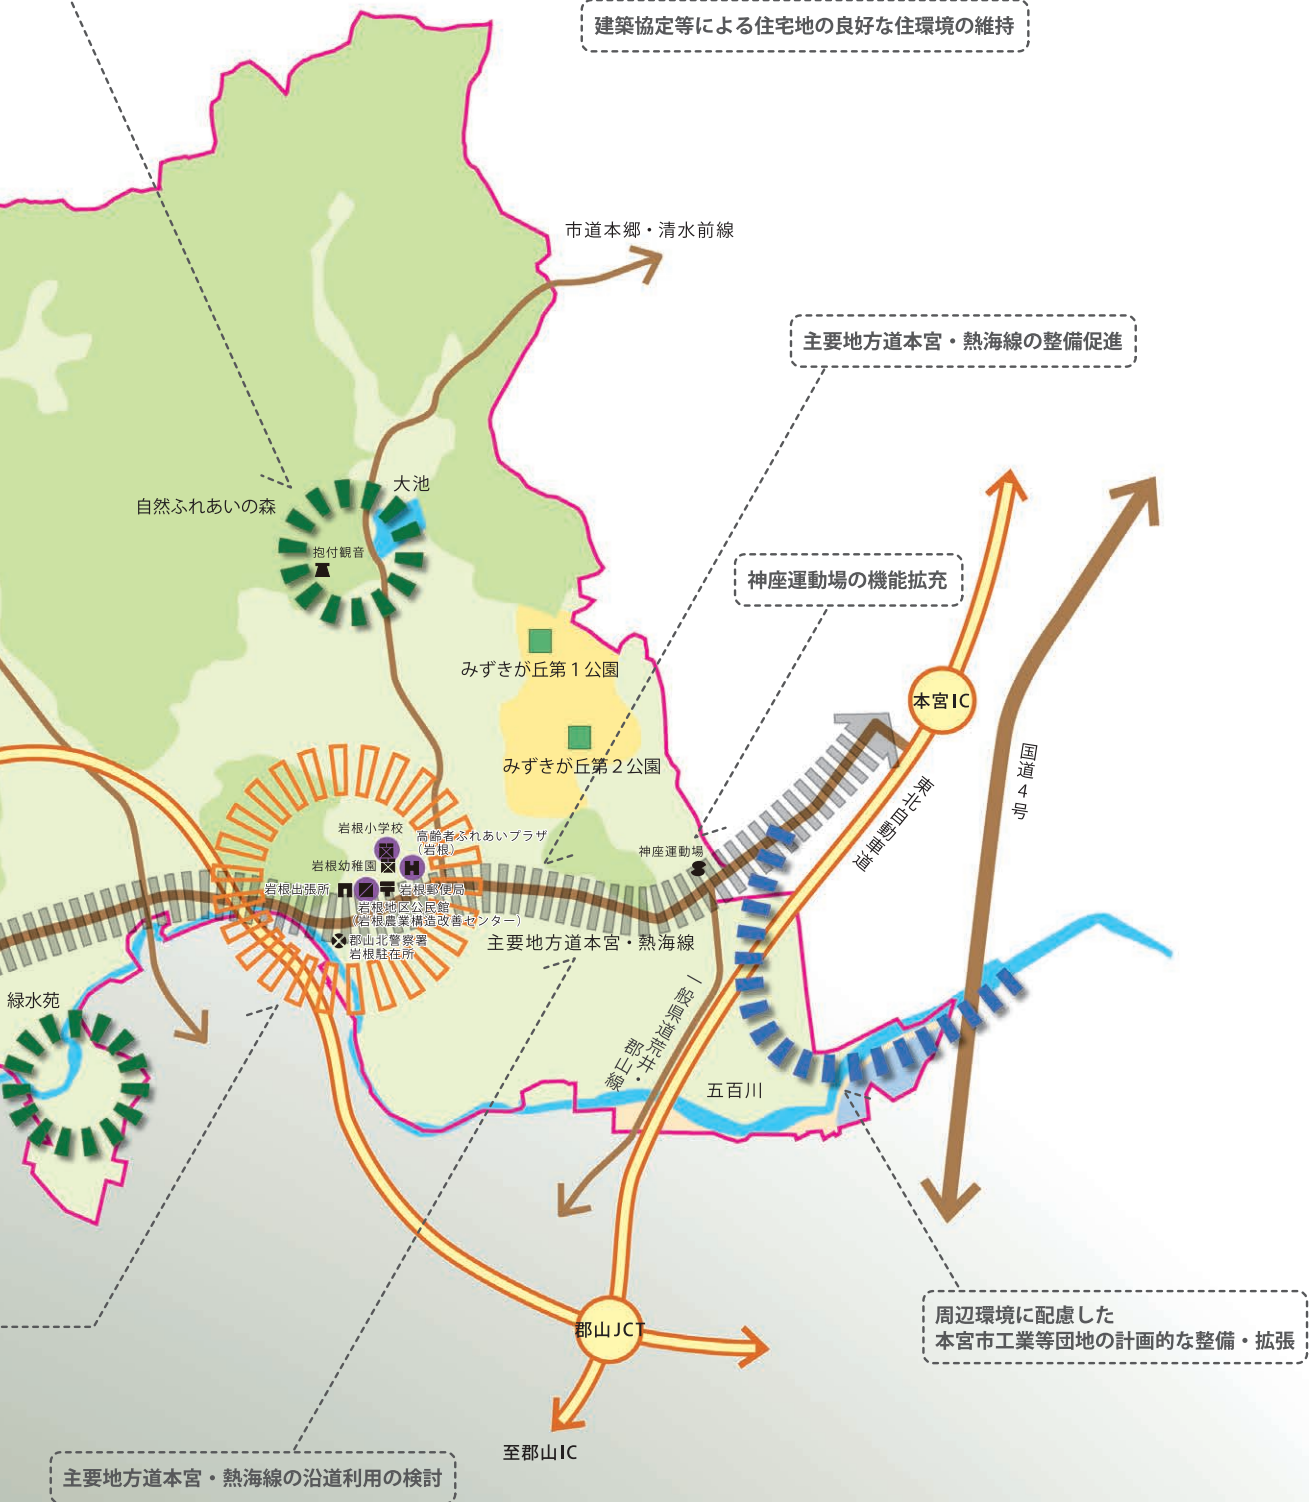 建築協定等による住宅地の良好な住環境の維持
市道本郷・清水前線
主要地方道本宮・熱海線の整備促進
大池
自然ふれあいの森
抱付観音
神座運動場の機能拡充
みずきが丘第1公園
本宮IC
みずきが丘第2公園
国道4号
東北自動車道
岩根小学校
高齢者ふれあいプラザ
(岩根)
神座運動場
岩根幼稚園
岩根出張所
岩根郵便局
岩根地区公民館
(岩根農業構造改善センター)
郡山北警察署
岩根駐在所
主要地方道本宮・熱海線
緑水苑
一般県道荒井・
郡山線
五百川
周辺環境に配慮した
本宮市工業等団地の計画的な整備・拡張
郡山JCT
至郡山IC
主要地方道本宮・熱海線の沿道利用の検討